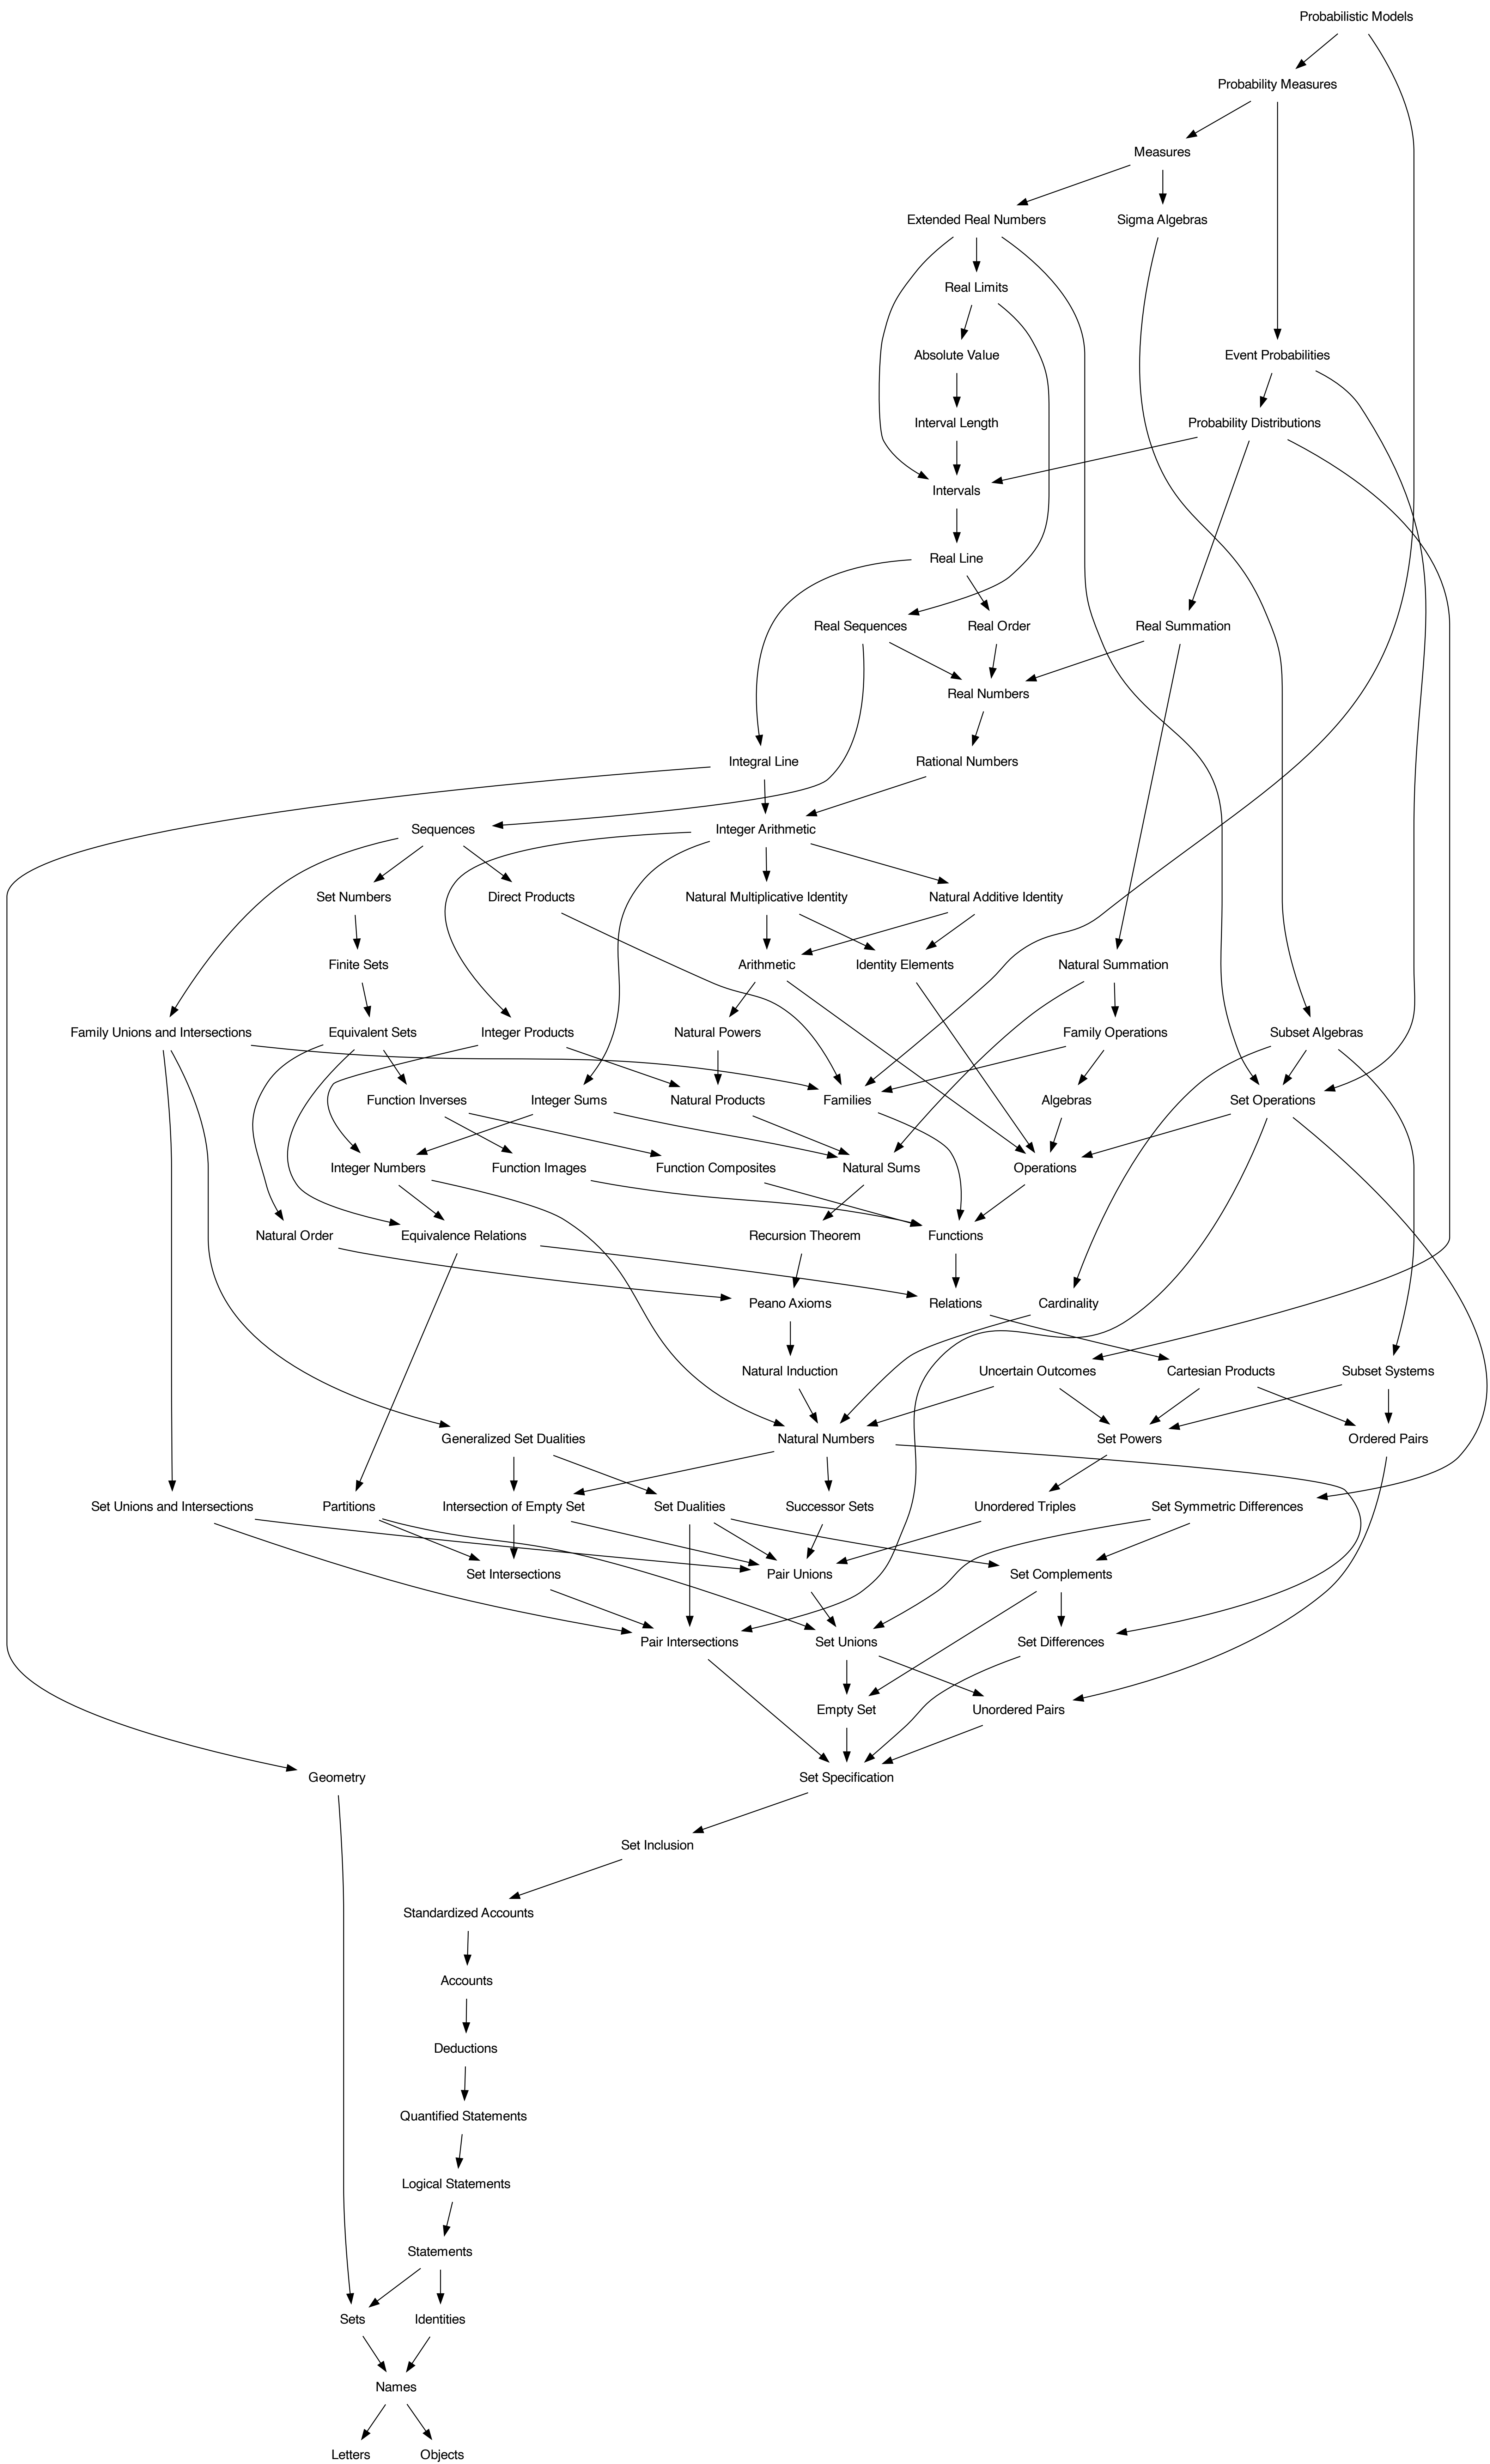 Probabilistic Models
Probability Measures
Measures
Extended Real Numbers
Sigma Algebras
Real Limits
Absolute Value
Event Probabilities
Interval Length
Probability Distributions
Intervals
Real Line
Real Sequences
Real Order
Real Summation
Real Numbers
Integral Line
Rational Numbers
Sequences
Integer Arithmetic
Set Numbers
Direct Products
Natural Multiplicative Identity
Natural Additive Identity
Finite Sets
Arithmetic
Identity Elements
Natural Summation
Family Unions and Intersections
Equivalent Sets
Integer Products
Natural Powers
Family Operations
Subset Algebras
Function Inverses
Integer Sums
Natural Products
Families
Algebras
Set Operations
Integer Numbers
Function Images
Function Composites
Natural Sums
Operations
Natural Order
Equivalence Relations
Recursion Theorem
Functions
Peano Axioms
Relations
Cardinality
Natural Induction
Uncertain Outcomes
Cartesian Products
Subset Systems
Generalized Set Dualities
Natural Numbers
Set Powers
Ordered Pairs
Set Unions and Intersections
Partitions
Intersection of Empty Set
Set Dualities
Successor Sets
Unordered Triples
Set Symmetric Differences
Set Intersections
Pair Unions
Set Complements
Pair Intersections
Set Unions
Set Differences
Empty Set
Unordered Pairs
Geometry
Set Specification
Set Inclusion
Standardized Accounts
Accounts
Deductions
Quantified Statements
Logical Statements
Statements
Sets
Identities
Names
Letters
Objects